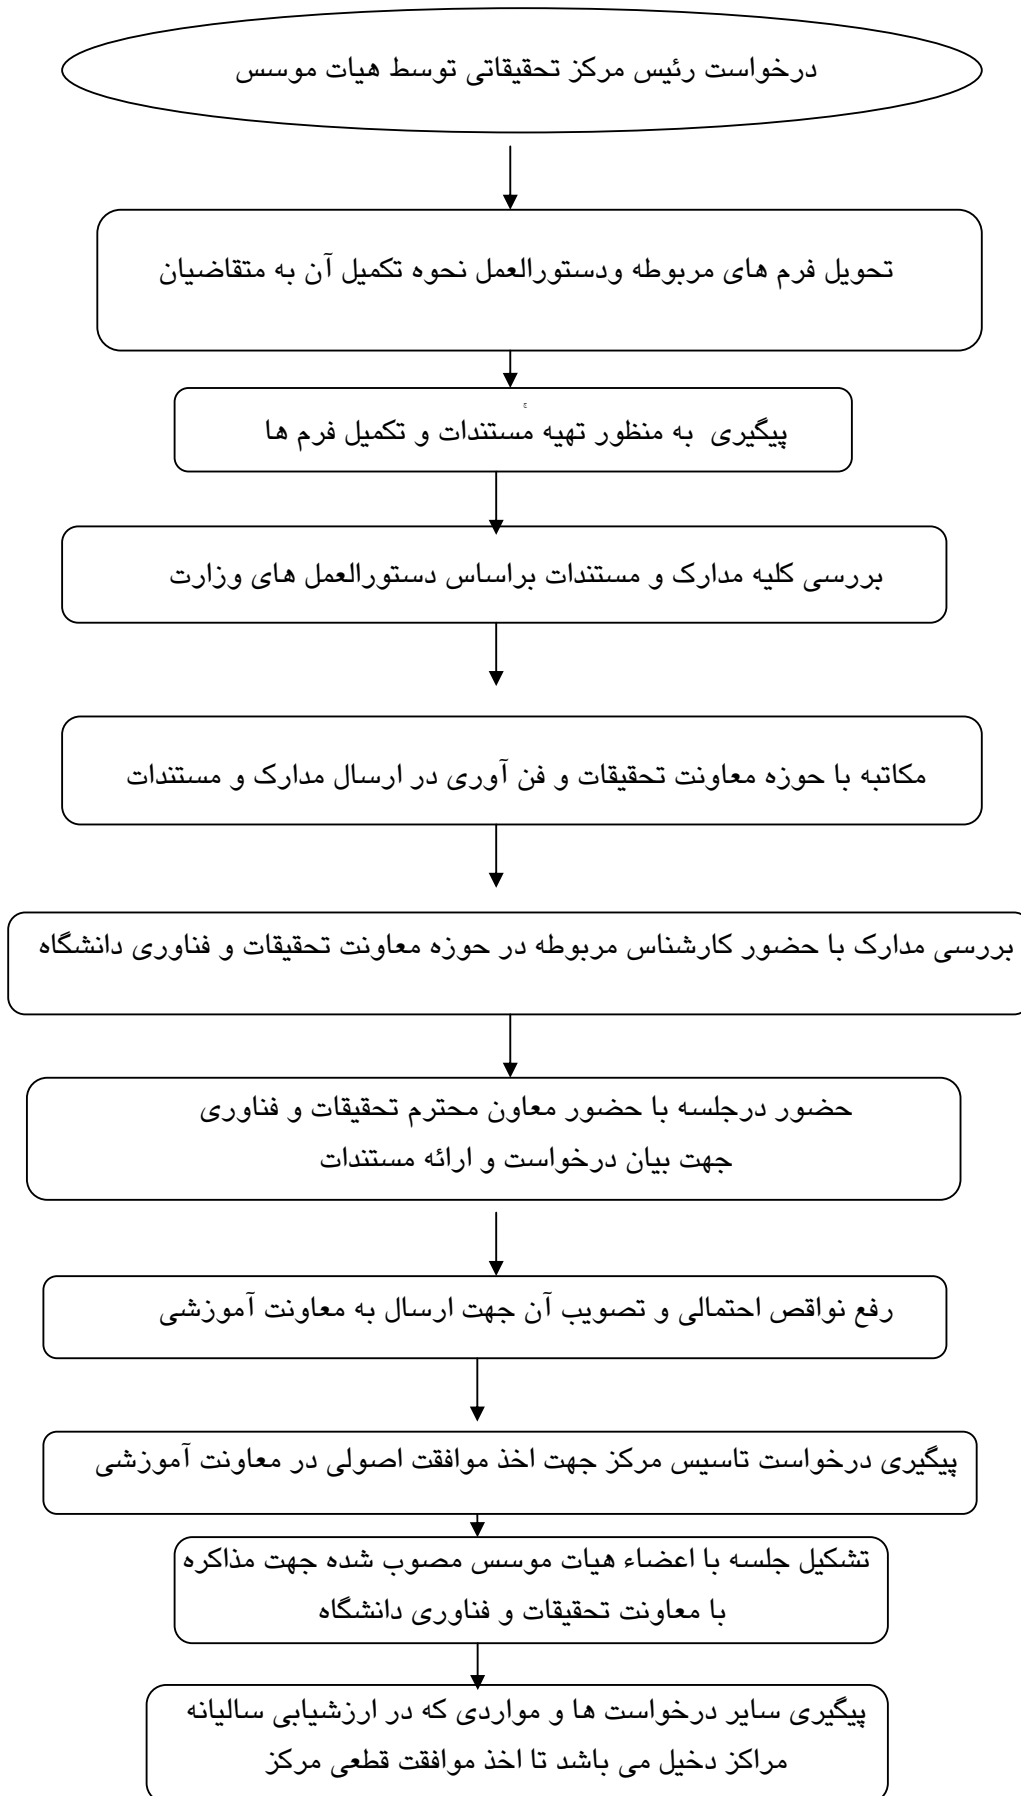 درخواست رئیس مرکز تحقیقاتی توسط هیات موسس
تحویل فرم های مربوطه ودستورالعمل نحوه تکمیل آن به متقاضیان
پیگیری به منظور تهیه مستندات و تکمیل فرم ها
بررسی کلیه مدارک و مستندات براساس دستورالعمل های وزارت
مکاتبه با حوزه معاونت تحقیقات و فن آوری در ارسال مدارک و مستندات
بررسی مدارک با حضور کارشناس مربوطه در حوزه معاونت تحقیقات و فناوری دانشگاه
حضور درجلسه با حضور معاون محترم تحقیقات و فناوری
جهت بیان درخواست و ارائه مستندات
رفع نواقص احتمالی و تصویب آن جهت ارسال به معاونت آموزشی
پیگیری درخواست تاسیس مرکز جهت اخذ موافقت اصولی در معاونت آموزشی
تشکیل جلسه با اعضاء هیات موسس مصوب شده جهت مذاکره
با معاونت تحقیقات و فناوری دانشگاه
پیگیری سایر درخواست ها و مواردی که در ارزشیابی سالیانه
مراکز دخیل می باشد تا اخذ موافقت قطعی مرکز